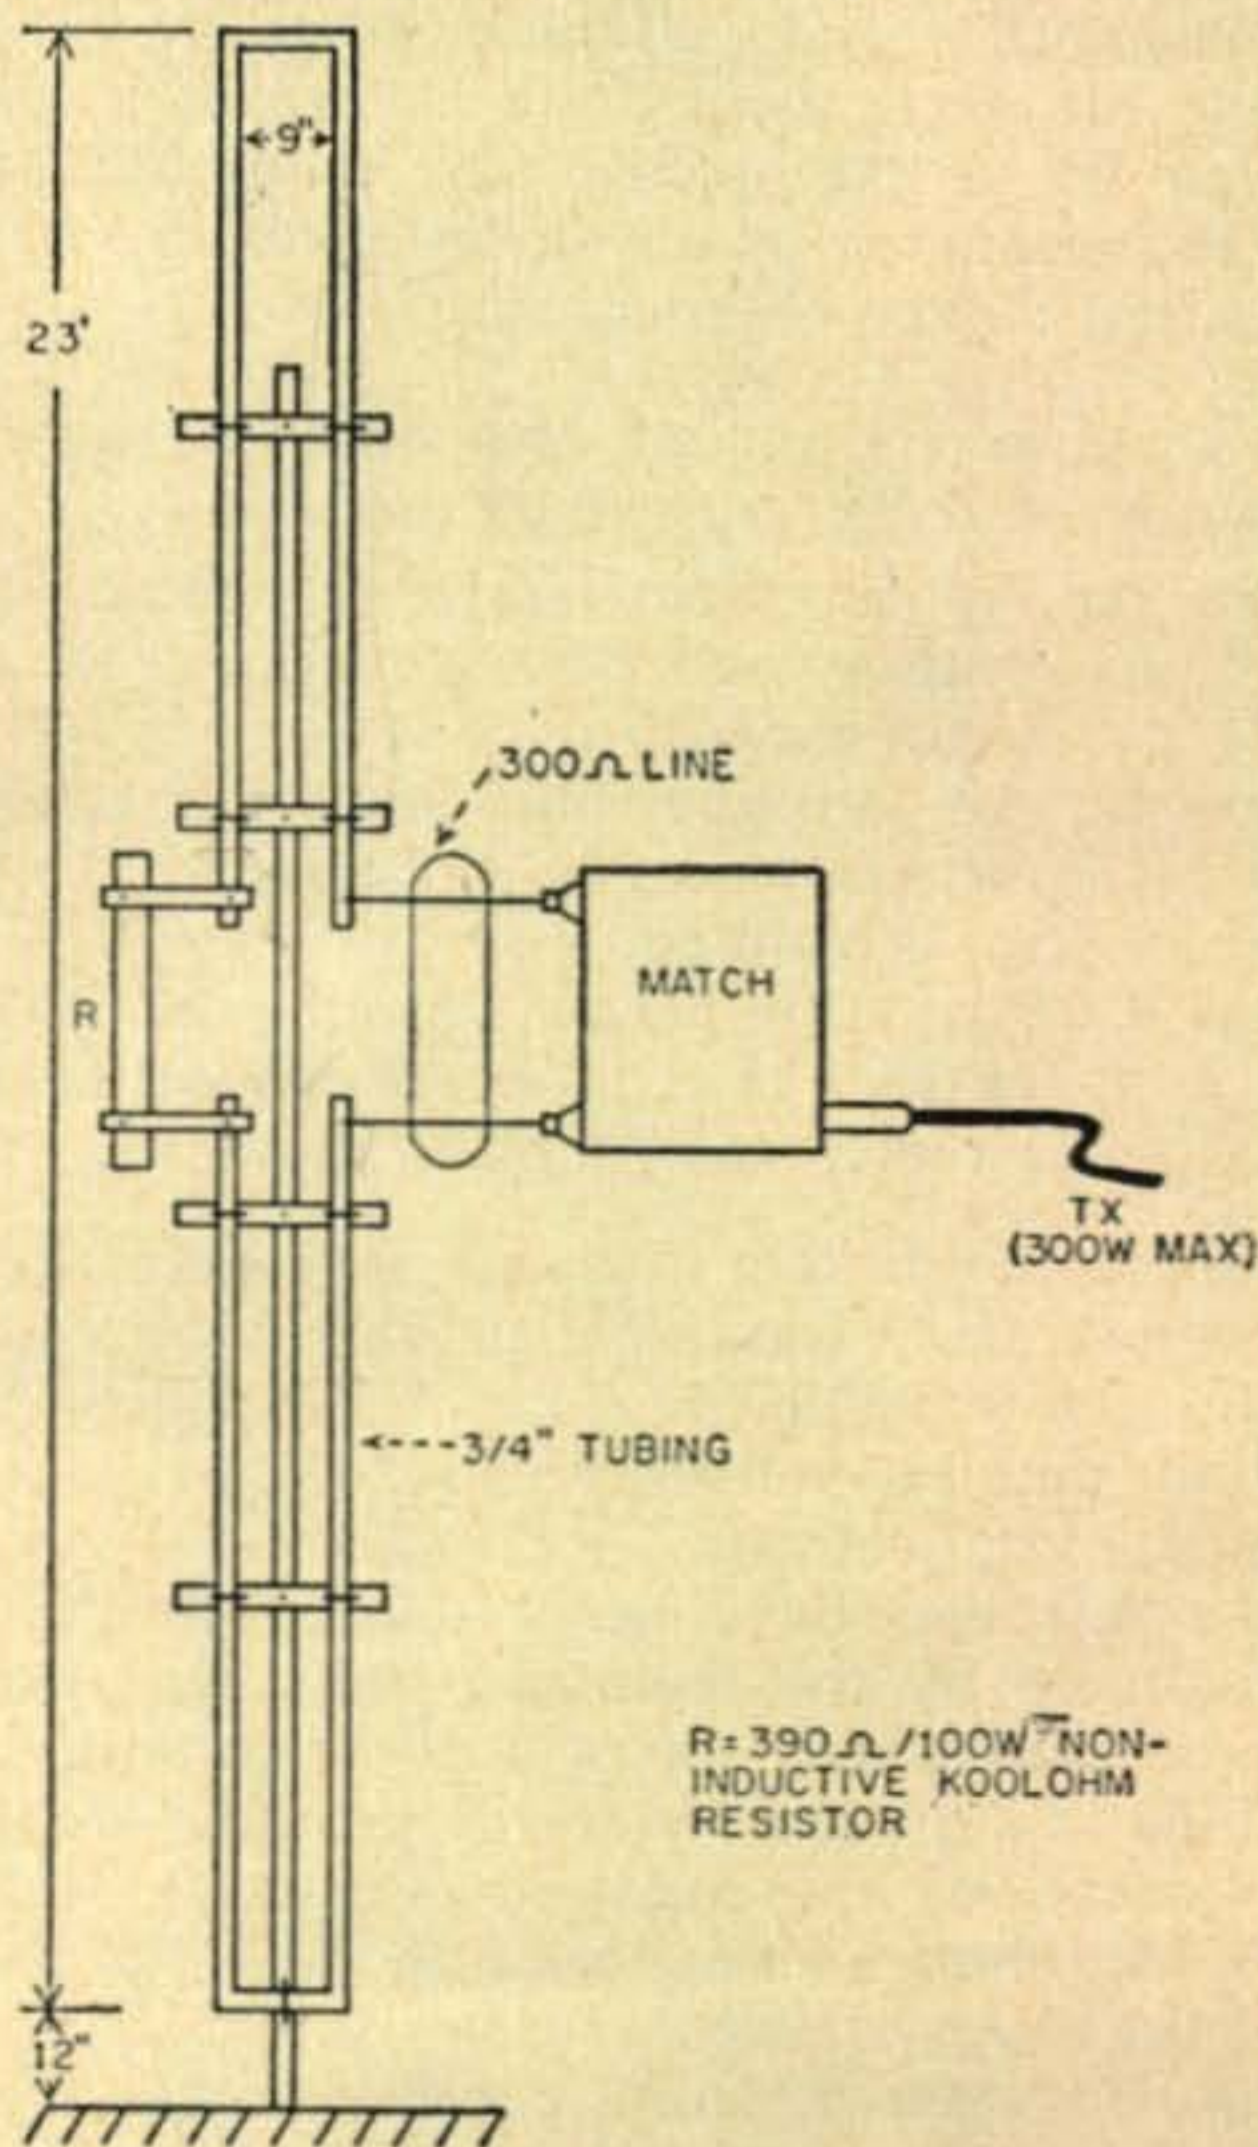 9"
23'
300Ω LINE
MATCH
R
TX
(300W MAX)
3/4" TUBING
R=390Ω/100W NON-
INDUCTIVE KOOLOHM
RESISTOR
12"